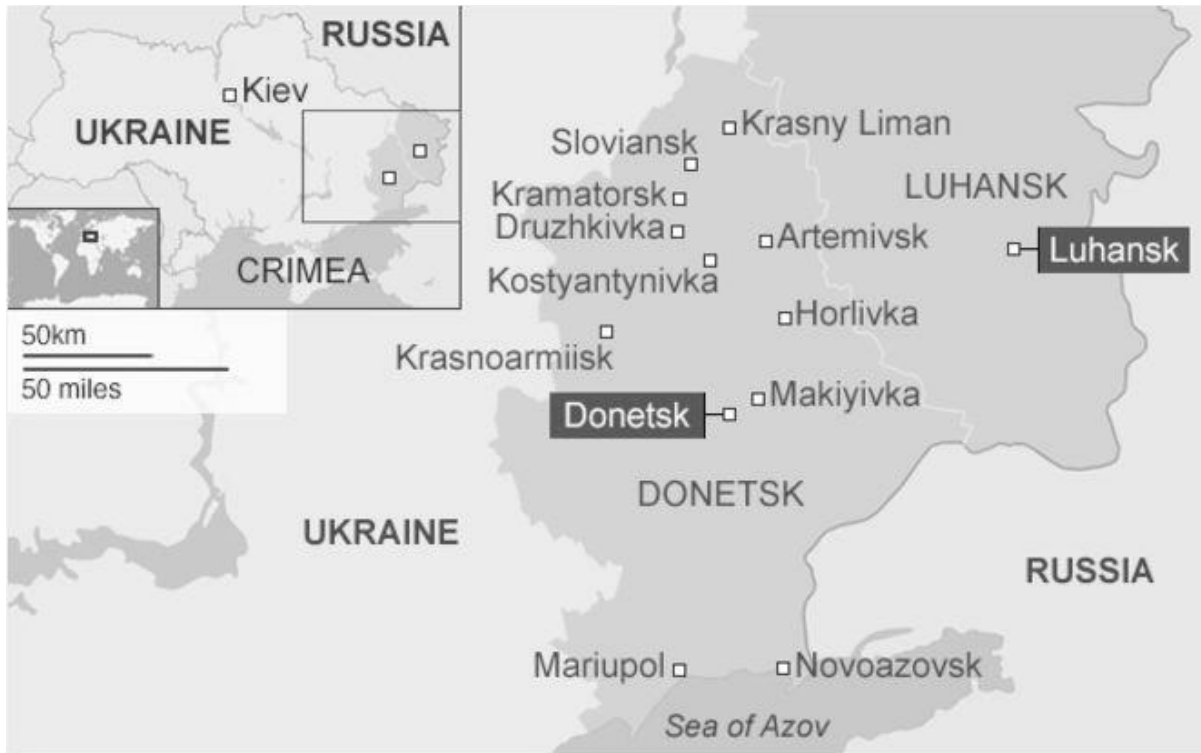 RUSSIA
Kiev
UKRAINE
CRIMEA
50km
50 miles
Krasny Liman
Sloviansk
LUHANSK
Kramatorsk
Druzhkivka
Artemivsk
Luhansk
Kostyantynivka
Horlivka
Krasnoarmiisk
Makiyivka
Donetsk
DONETSK
UKRAINE
RUSSIA
Mariupol
Novoazovsk
Sea of Azov